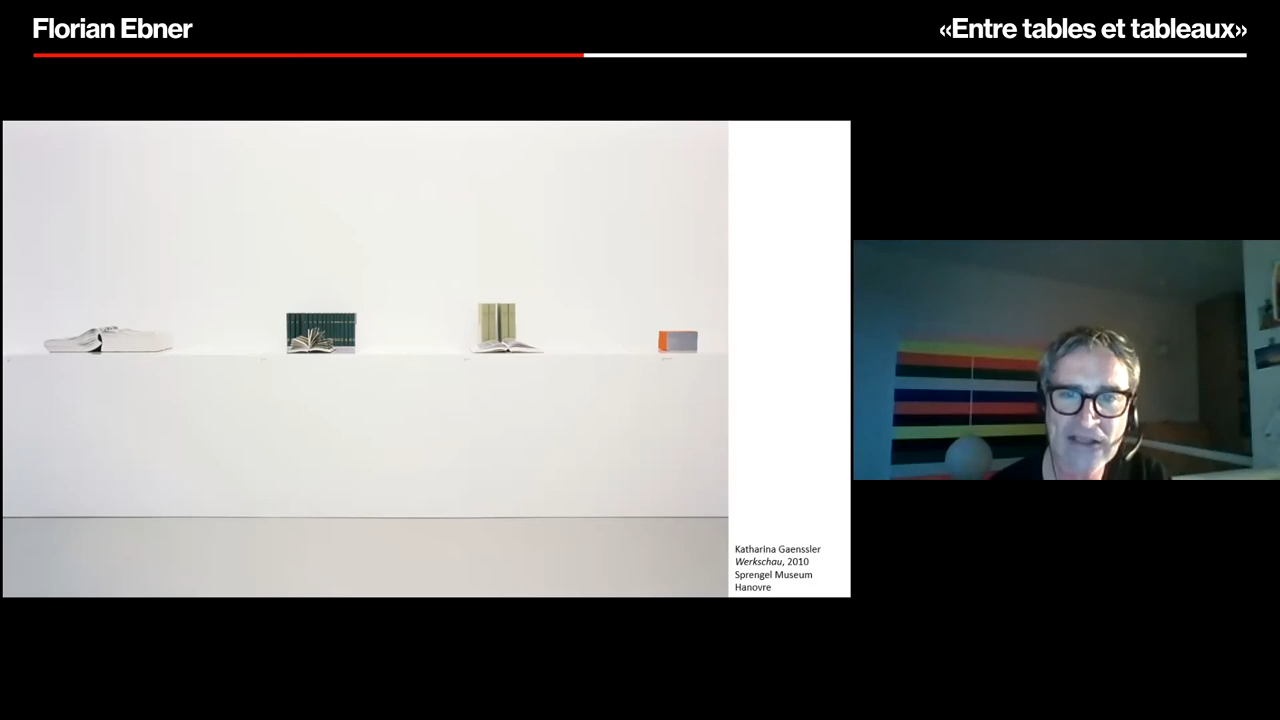 Florian Ebner
«Entre tables et tableaux»
Katharina Gaenssler
Werkschau, 2010
Sprengel Museum
Hanovre